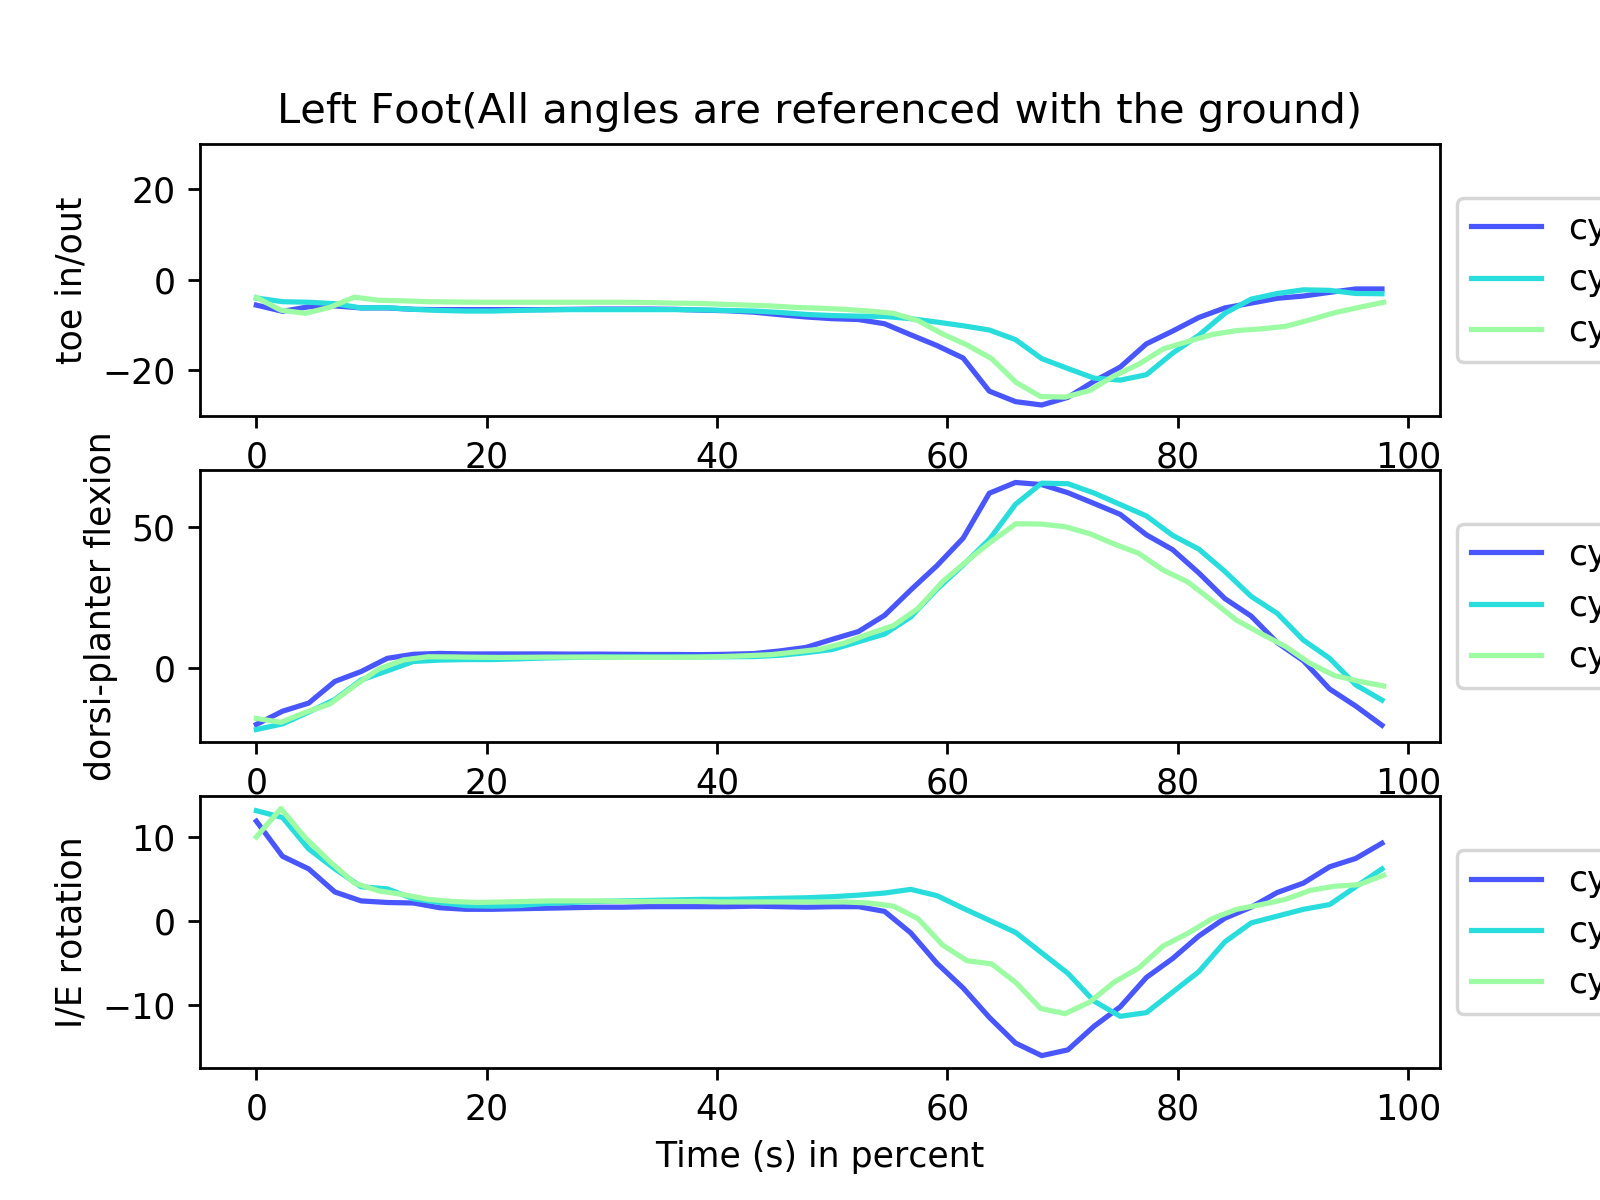 Left Foot(All angles are referenced with the ground)
toe in/out
20
0
−20
0 20 40 60 80 100
cy
cy
cy
dorsi-planter flexion
50
0
0 20 40 60 80 100
cy
cy
cy
I/E rotation
10
0
−10
0 20 40 60 80 100
cy
cy
cy
Time (s) in percent